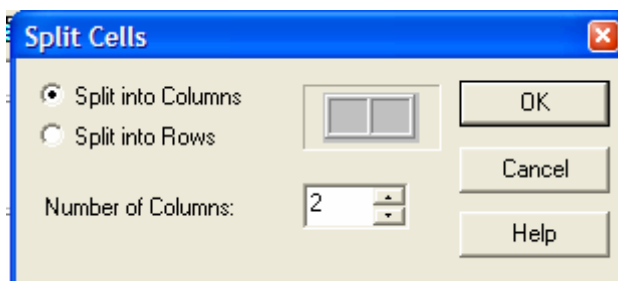 Split Cells
Split into Columns
Split into Rows
Number of Columns: 2
OK
Cancel
Help